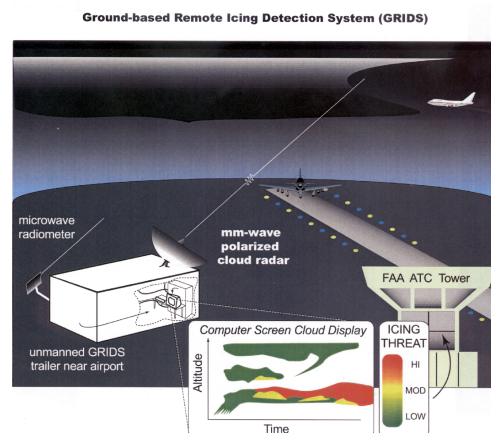 Ground-based Remote Icing Detection System (GRIDS)
microwave
radiometer
mm-wave
polarized
cloud radar
unmanned GRIDS
trailer near airport
FAA ATC Tower
Computer Screen Cloud Display
Altitude
Time
ICING
THREAT
HI
MOD
LOW